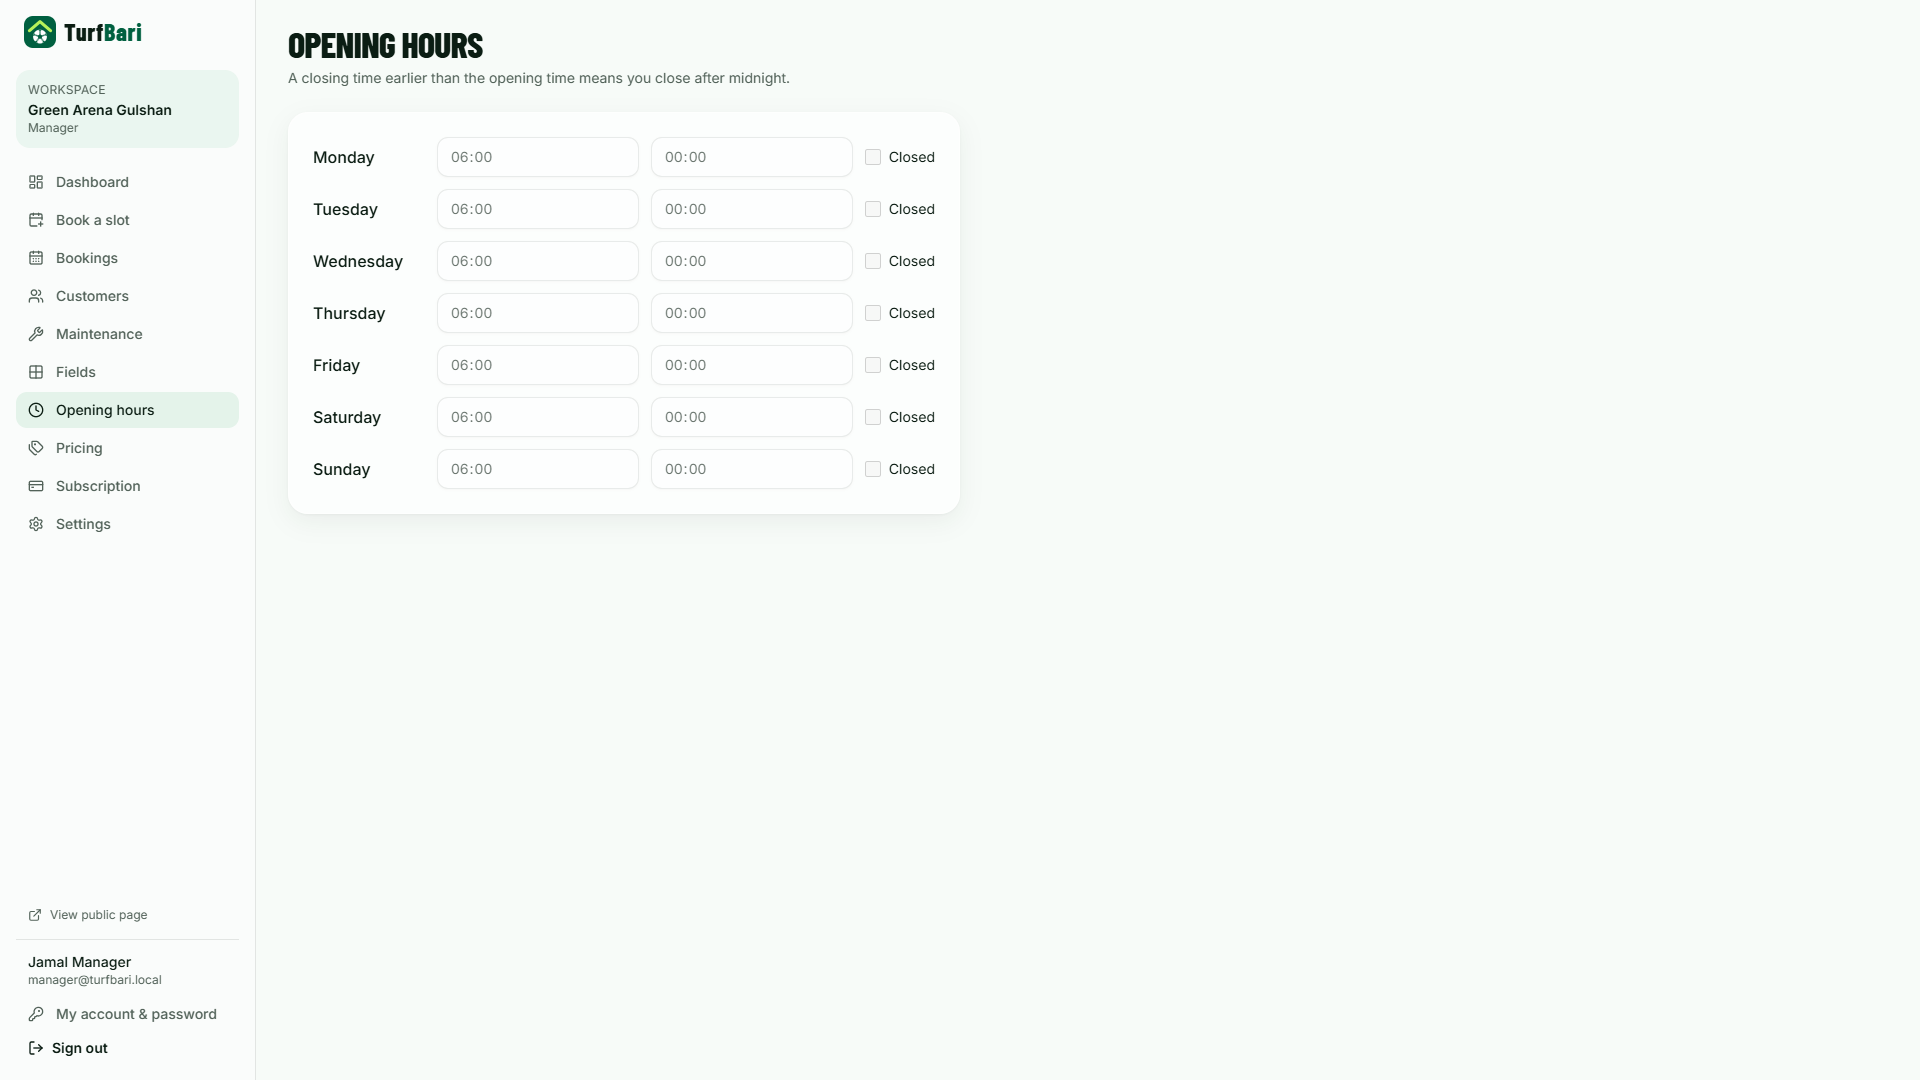 TurfBari
WORKSPACE
Green Arena Gulshan
Manager
Dashboard
Book a slot
Bookings
Customers
Maintenance
Fields
Opening hours
Pricing
Subscription
Settings
View public page
Jamal Manager
manager@turfbari.local
My account & password
Sign out
OPENING HOURS
A closing time earlier than the opening time means you close after midnight.
Monday 06:00 00:00 Closed
Tuesday 06:00 00:00 Closed
Wednesday 06:00 00:00 Closed
Thursday 06:00 00:00 Closed
Friday 06:00 00:00 Closed
Saturday 06:00 00:00 Closed
Sunday 06:00 00:00 Closed